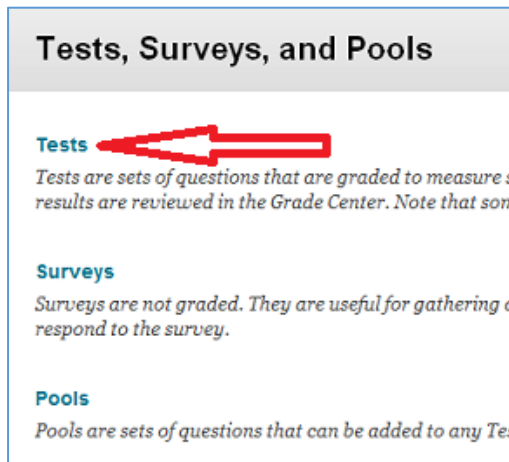 Tests, Surveys, and Pools
Tests
Tests are sets of questions that are graded to measure
results are reviewed in the Grade Center. Note that
Surveys
Surveys are not graded. They are useful for gathering
respond to the survey.
Pools
Pools are sets of questions that can be added to any